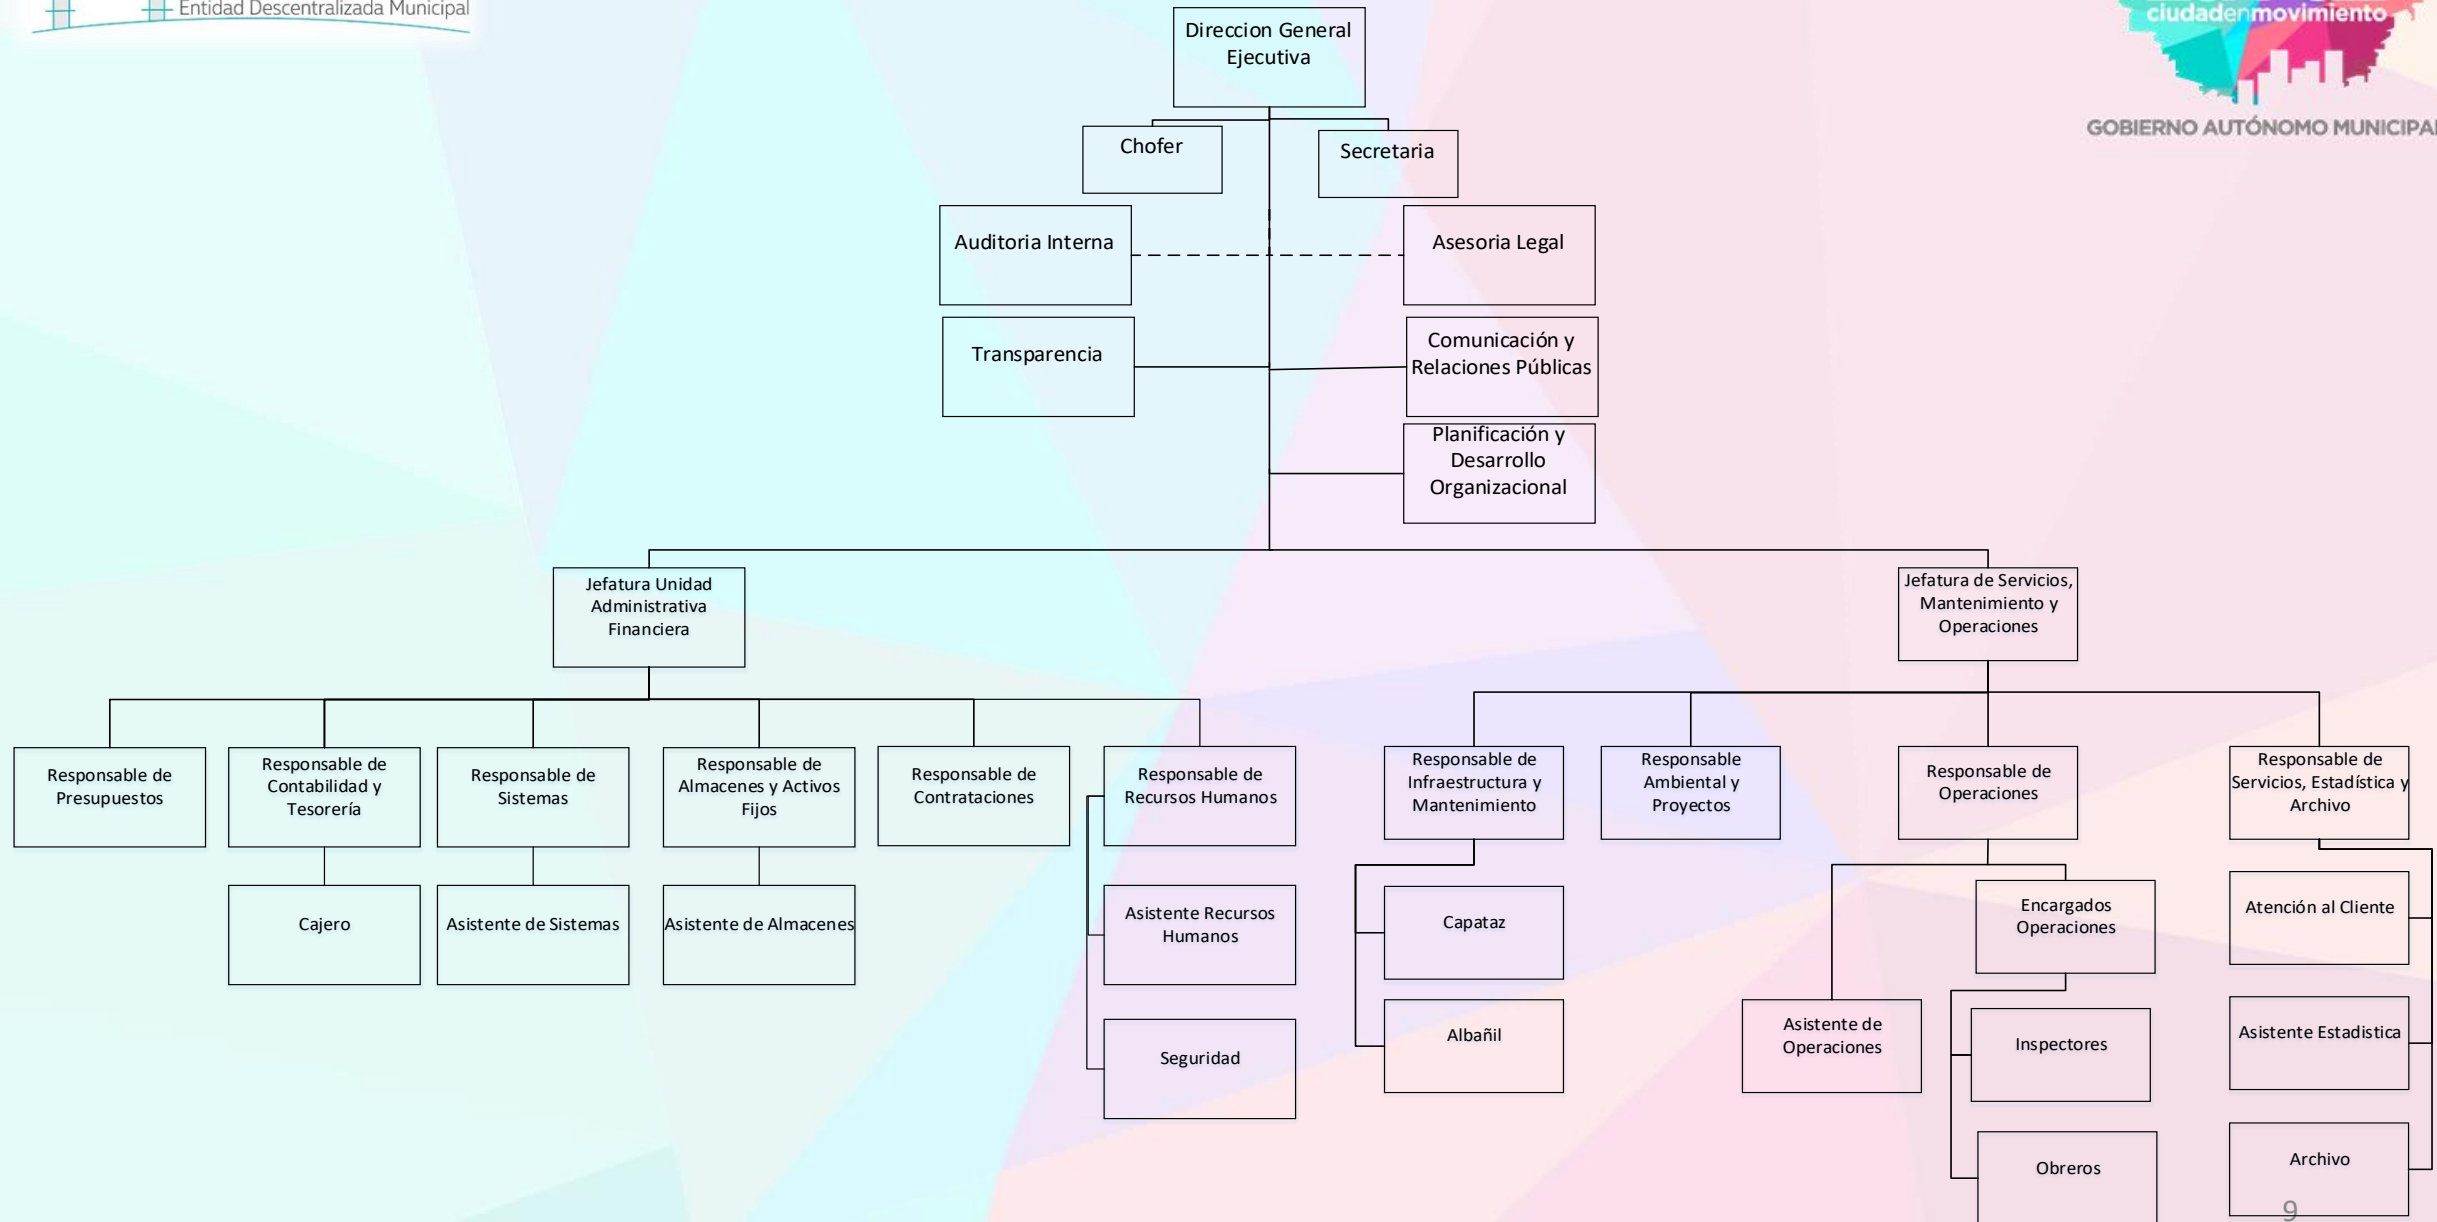 Entidad Descentralizada Municipal
ciudadenmovimiento
GOBIERNO AUTÓNOMO MUNICIPAL
Direccion General
Ejecutiva
Chofer
Secretaria
Auditoria Interna
Asesoria Legal
Transparencia
Comunicación y
Relaciones Públicas
Planificación y
Desarrollo
Organizacional
Jefatura Unidad
Administrativa
Financiera
Jefatura de Servicios,
Mantenimiento y
Operaciones
Responsable de
Presupuestos
Responsable de
Contabilidad y
Tesorería
Responsable de
Sistemas
Responsable de
Almacenes y Activos
Fijos
Responsable de
Contrataciones
Responsable de
Recursos Humanos
Responsable de
Infraestructura y
Mantenimiento
Responsable
Ambiental y
Proyectos
Responsable de
Operaciones
Responsable de
Servicios, Estadística y
Archivo
Cajero
Asistente de Sistemas
Asistente de Almacenes
Asistente Recursos
Humanos
Capataz
Encargados
Operaciones
Atención al Cliente
Seguridad
Albañil
Asistente de
Operaciones
Inspectores
Asistente Estadistica
Obreros
Archivo
9